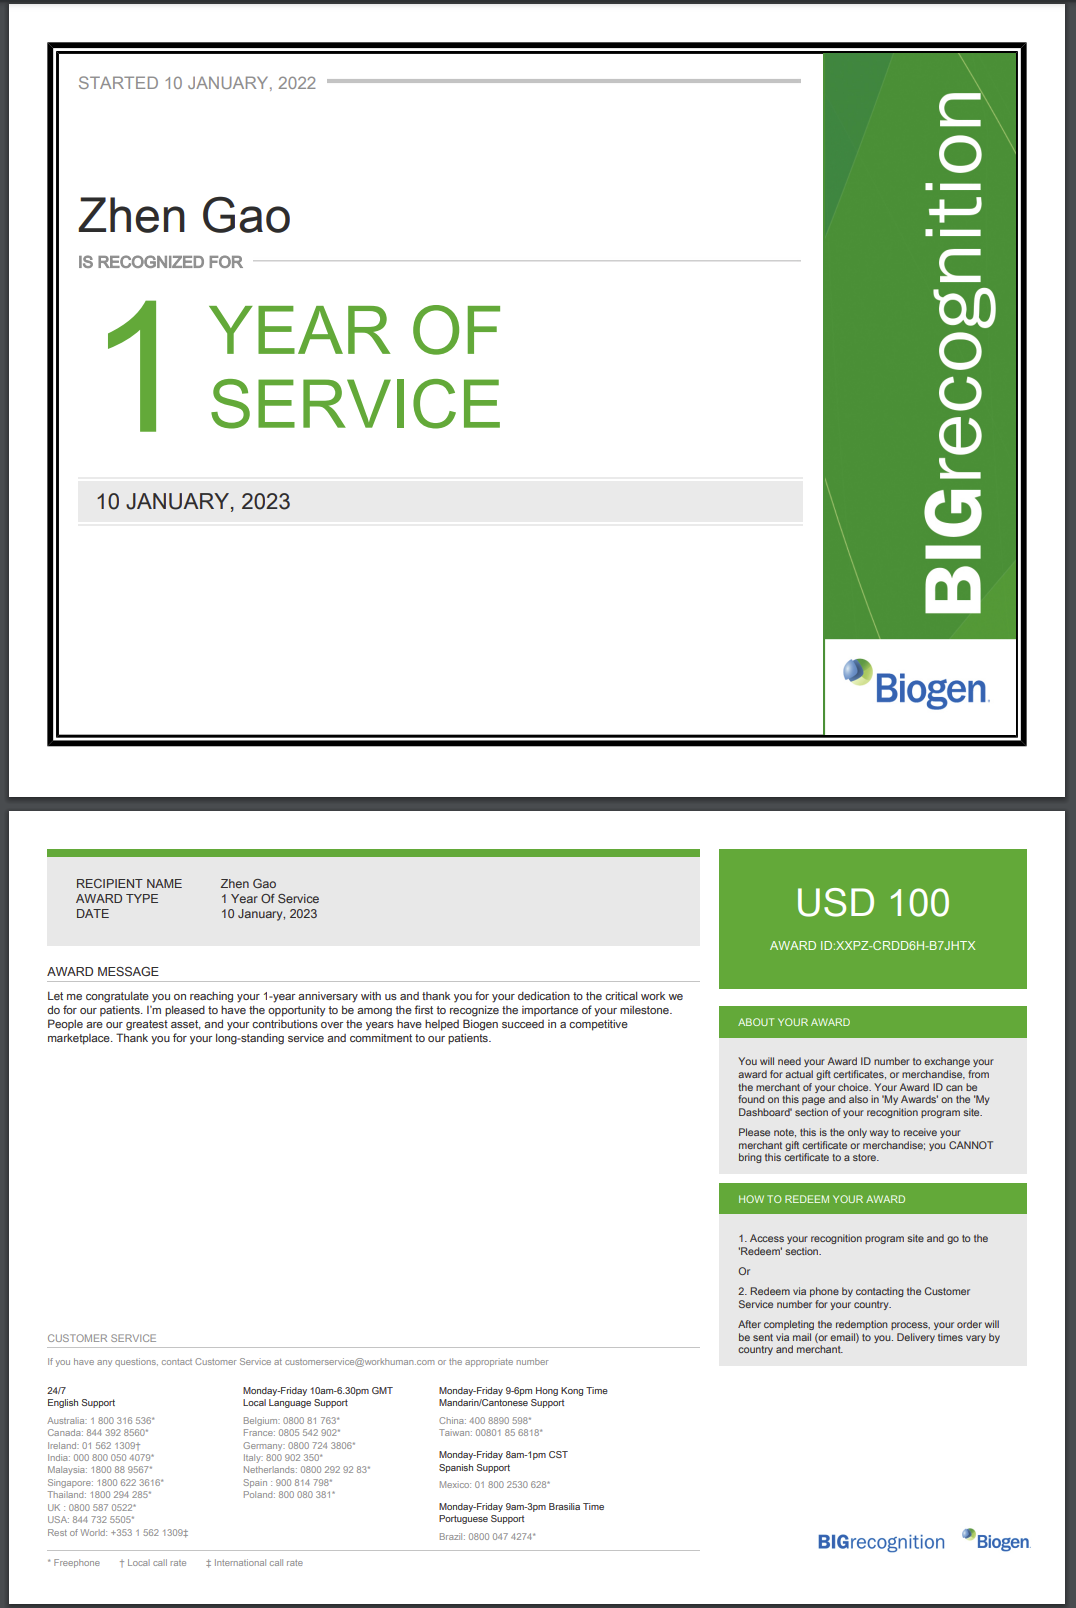 STARTED 10 JANUARY, 2022
Zhen Gao
IS RECOGNIZED FOR
1 YEAR OF
SERVICE
10 JANUARY, 2023
BIGrecognition
Biogen
RECIPIENT NAME Zhen Gao
AWARD TYPE 1 Year Of Service
DATE 10 January, 2023
AWARD MESSAGE
Let me congratulate you on reaching your 1-year anniversary with us and thank you for your dedication to the critical work we
do for our patients. I'm pleased to have the opportunity to be among the first to recognize the importance of your milestone.
People are our greatest asset, and your contributions over the years have helped Biogen succeed in a competitive
marketplace. Thank you for your long-standing service and commitment to our patients.
USD 100
AWARD ID:XXPZ-CRDD6H-B7JHTX
ABOUT YOUR AWARD
You will need your Award ID number to exchange your
award for actual gift certificates, or merchandise, from
the merchant of your choice. Your Award ID can be
found on this page and also in 'My Awards' on the 'My
Dashboard' section of your recognition program site.
Please note, this is the only way to receive your
merchant gift certificate or merchandise; you CANNOT
bring this certificate to a store.
HOW TO REDEEM YOUR AWARD
1. Access your recognition program site and go to the
'Redeem' section.
Or
2. Redeem via phone by contacting the Customer
Service number for your country.
After completing the redemption process, your order will
be sent via mail (or email) to you. Delivery times vary by
country and merchant.
CUSTOMER SERVICE
If you have any questions, contact Customer Service at customerservice@workhuman.com or the appropriate number
24/7
English Support
Australia: 1 800 316 536*
Canada: 844 392 8560*
Ireland: 01 562 1309†
India: 000 800 050 4079*
Malaysia: 1800 88 9567*
Singapore: 1800 622 3616*
Thailand: 1800 294 285*
UK : 0800 587 0522*
USA: 844 732 5505*
Rest of World: +353 1 562 1309‡
Monday-Friday 10am-6.30pm GMT
Local Language Support
Belgium: 0800 81 763*
France: 0805 542 902*
Germany: 0800 724 3806*
Italy: 800 902 350*
Netherlands: 0800 292 92 83*
Spain : 900 814 798*
Poland: 800 080 381*
Monday-Friday 9-6pm Hong Kong Time
Mandarin/Cantonese Support
China: 400 8890 598*
Taiwan: 00801 85 6818*
Monday-Friday 8am-1pm CST
Spanish Support
Mexico: 01 800 2530 628*
Monday-Friday 9am-3pm Brasilia Time
Portuguese Support
Brazil: 0800 047 4274*
* Freephone † Local call rate ‡ International call rate
BIGrecognition Biogen